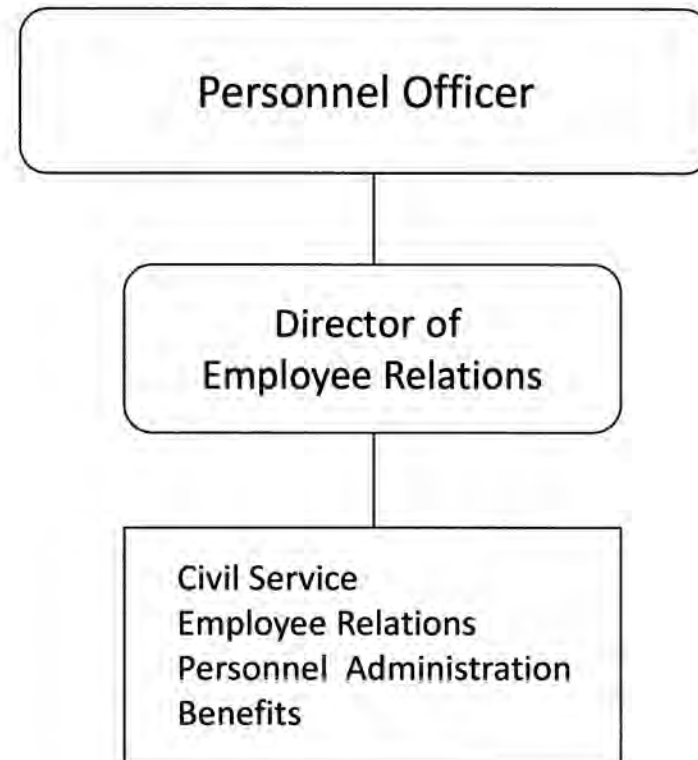 Personnel Officer
Director of
Employee Relations
Civil Service
Employee Relations
Personnel Administration
Benefits